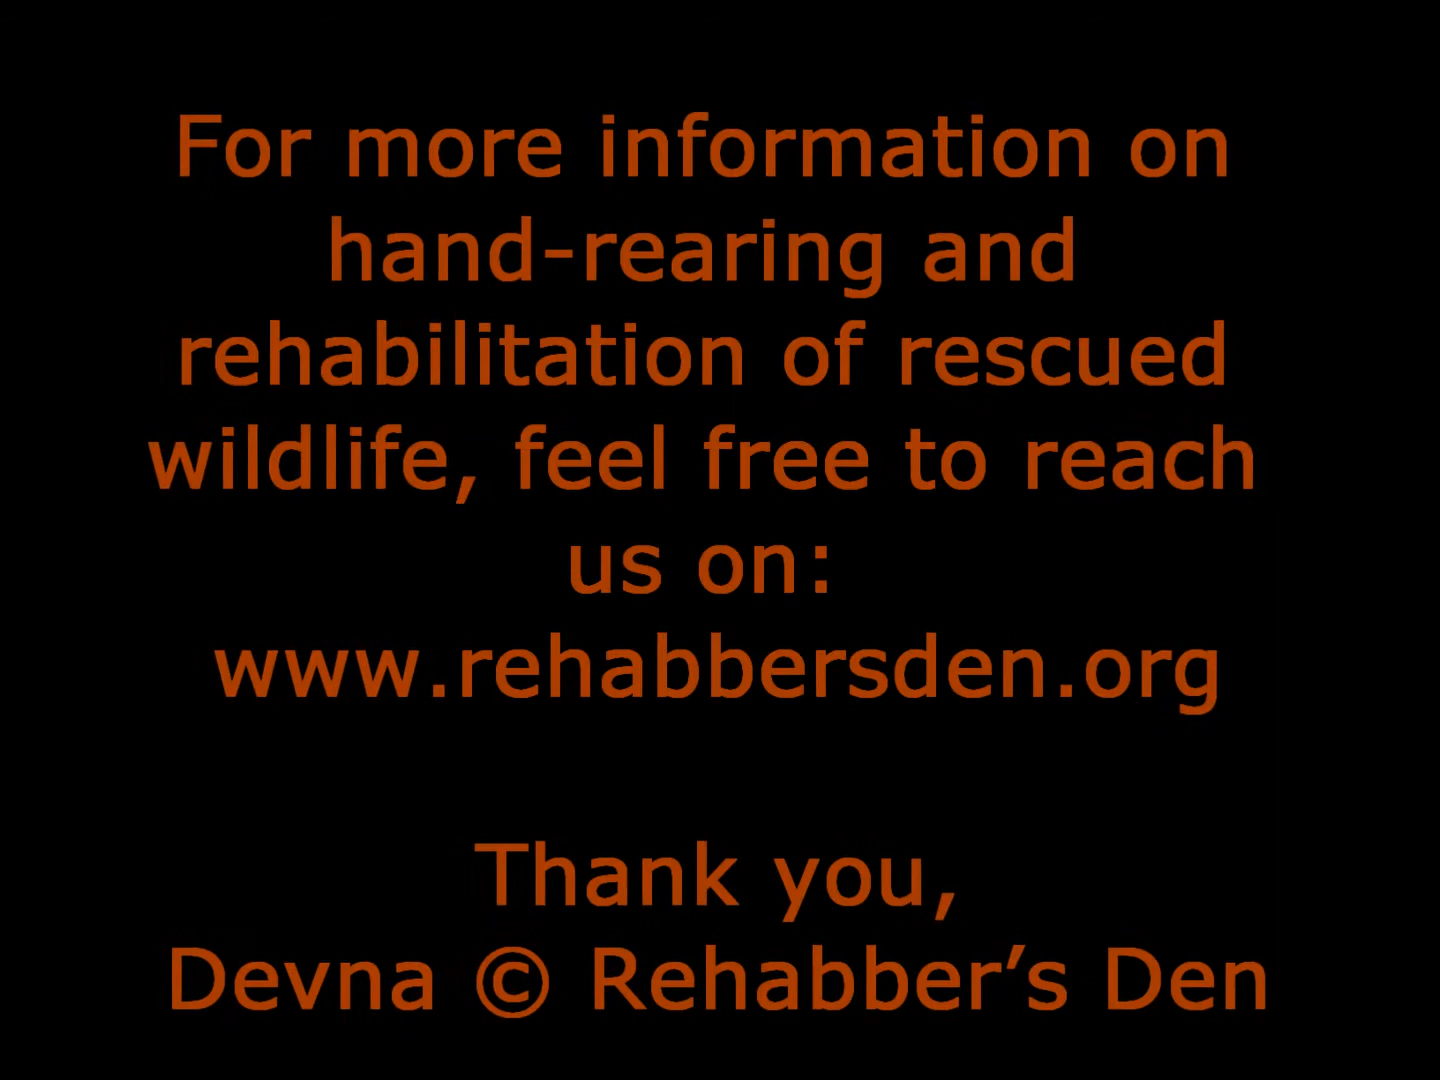 For more information on
hand-rearing and
rehabilitation of rescued
wildlife, feel free to reach
us on:
www.rehabbersden.org
Thank you,
Devna © Rehabber’s Den